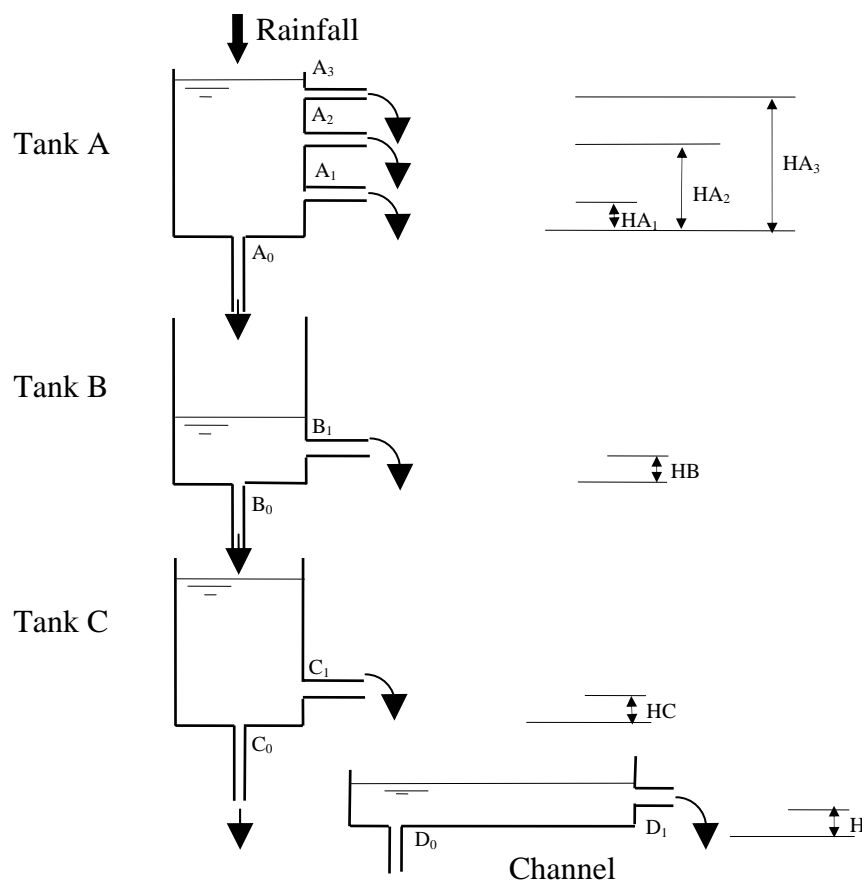 Rainfall
A₃
A₂
Tank A
A₁
HA₃
HA₂
HA₁
A₀
Tank B
B₁
HB
B₀
Tank C
C₁
HC
C₀
H
D₀
D₁
Channel